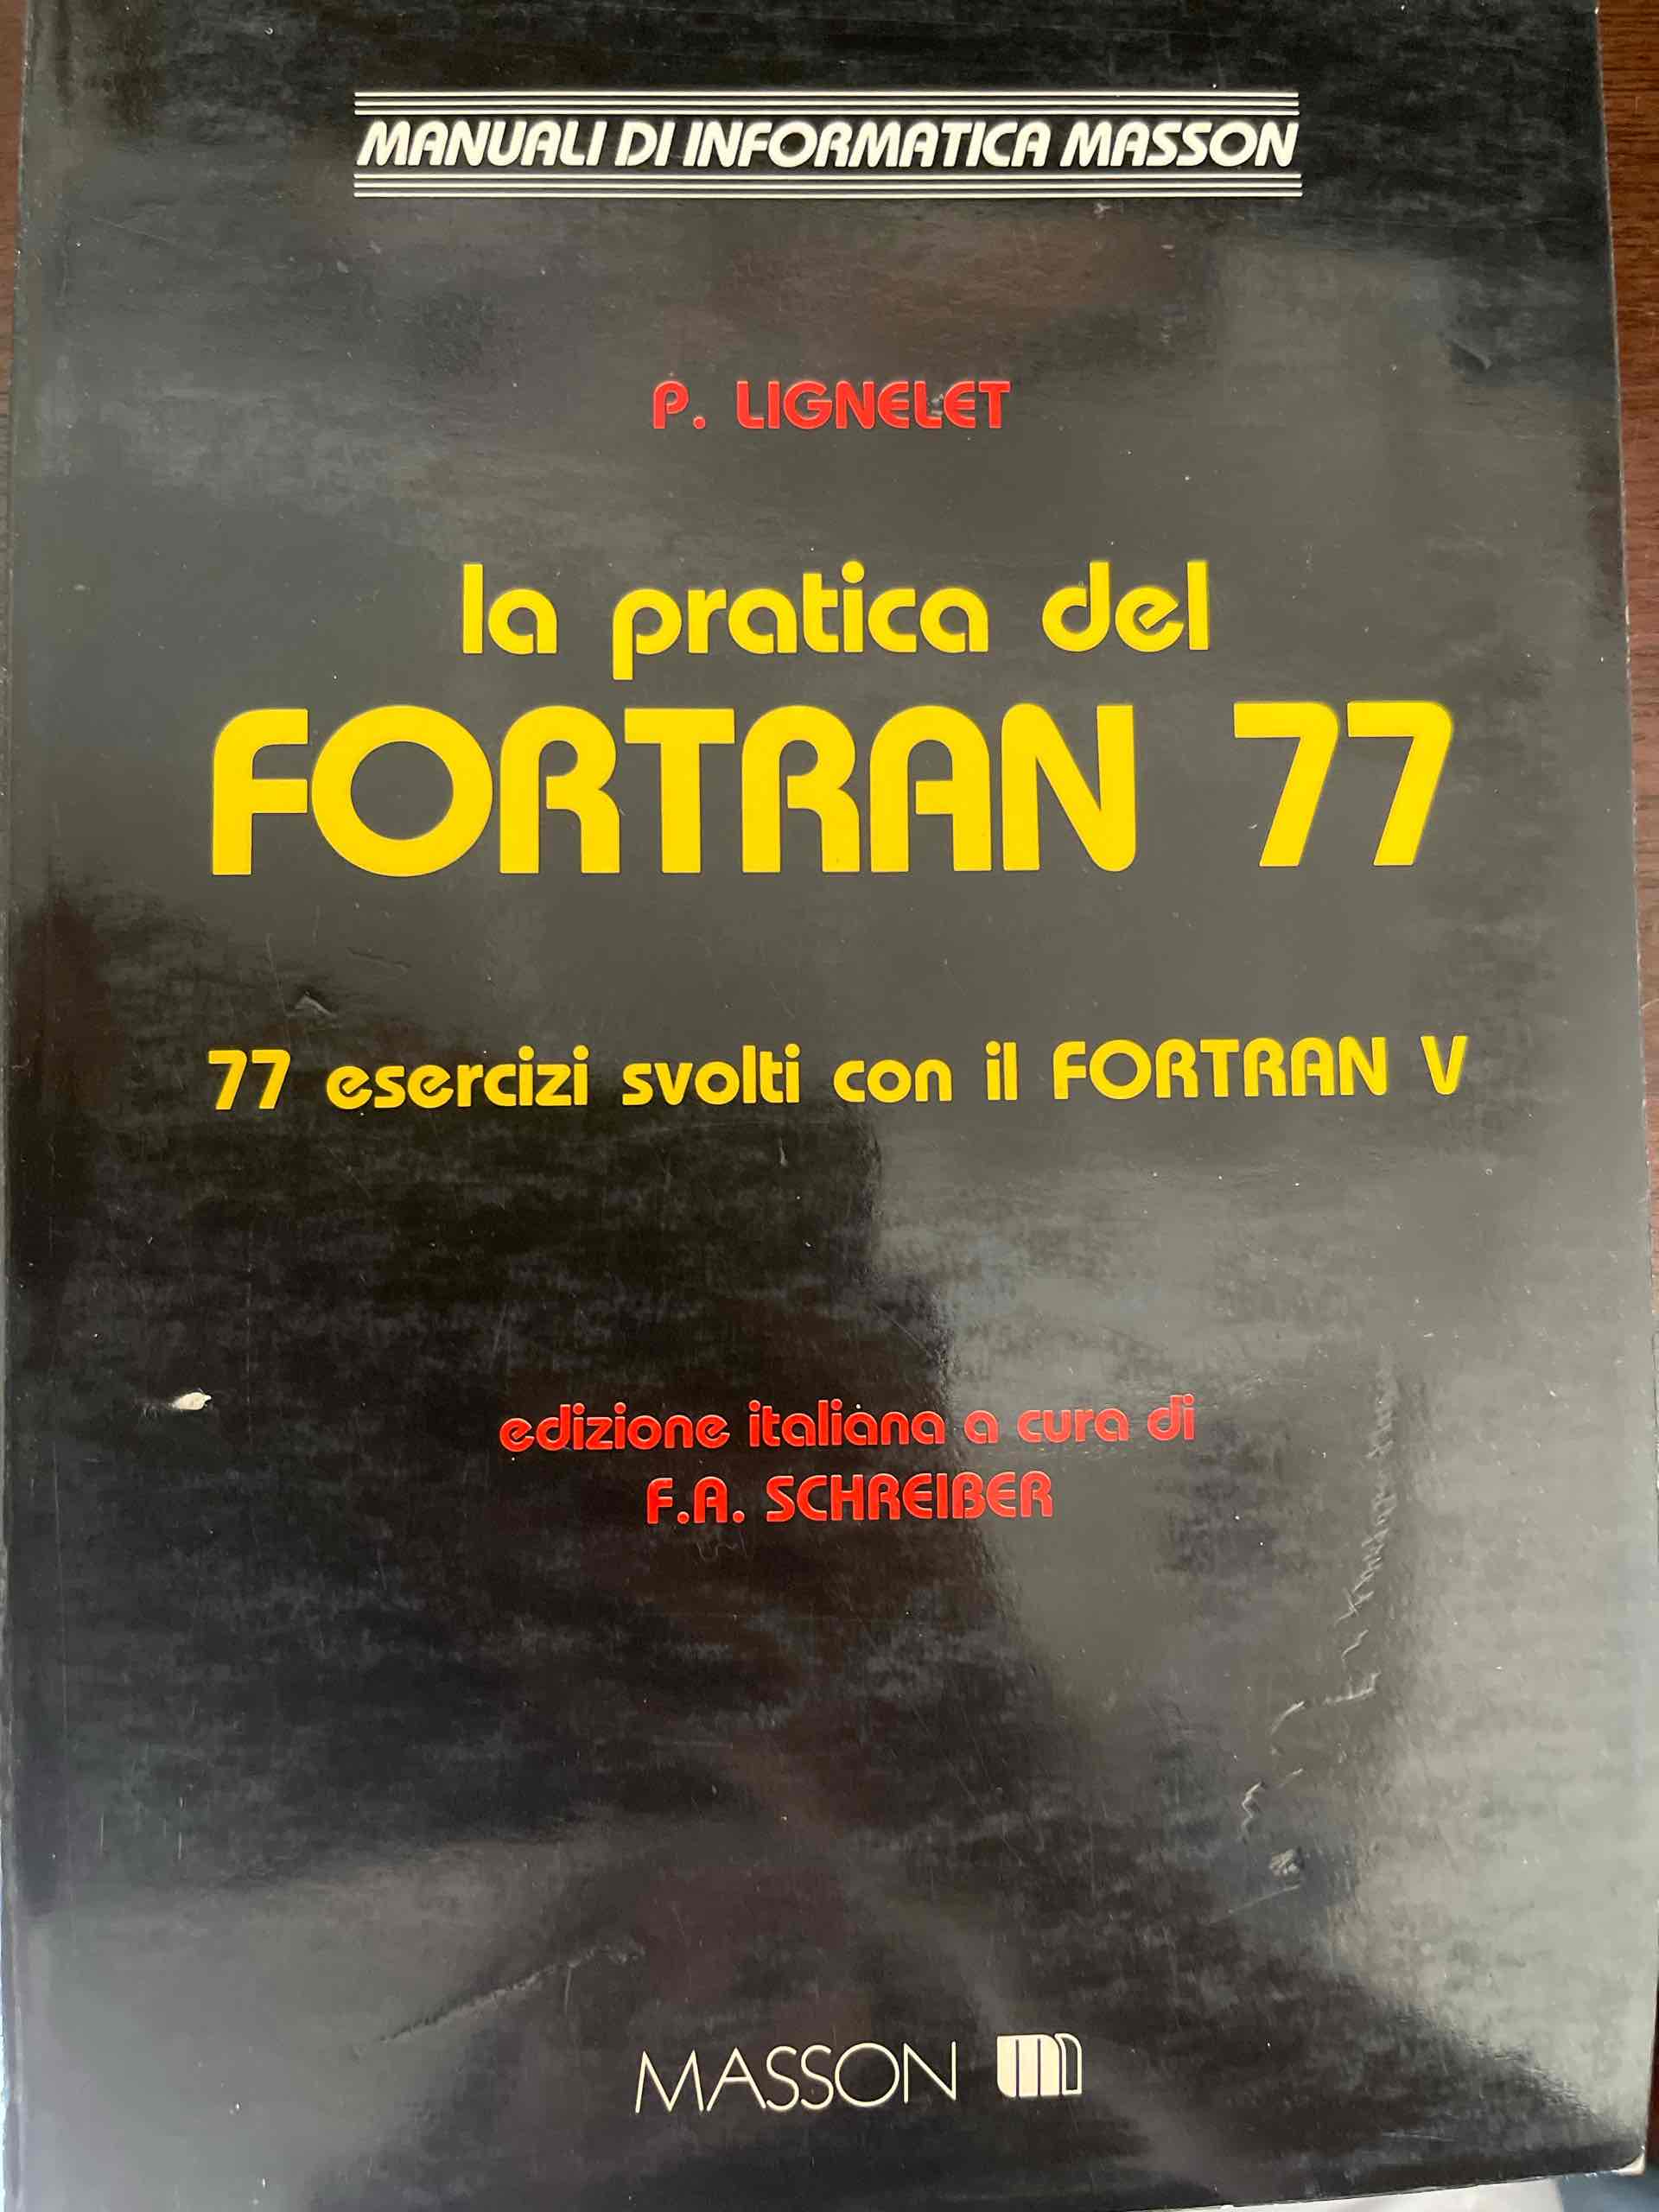 MANUALI DI INFORMATICA MASSON
P. LIGNELET
la pratica del
FORTRAN 77
77 esercizi svolti con il FORTRAN V
edizione italiana a cura di
F.A. SCHREIBER
MASSON